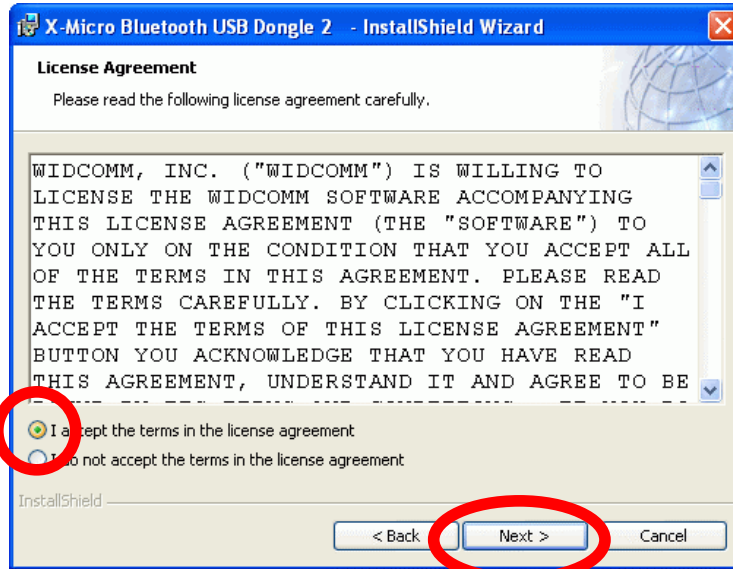 X-Micro Bluetooth USB Dongle 2 - InstallShield Wizard
License Agreement
Please read the following license agreement carefully.
WIDCOMM, INC. ("WIDCOMM") IS WILLING TO
LICENSE THE WIDCOMM SOFTWARE ACCOMPANYING
THIS LICENSE AGREEMENT (THE "SOFTWARE") TO
YOU ONLY ON THE CONDITION THAT YOU ACCEPT ALL
OF THE TERMS IN THIS AGREEMENT. PLEASE READ
THE TERMS CAREFULLY. BY CLICKING ON THE "I
ACCEPT THE TERMS OF THIS LICENSE AGREEMENT"
BUTTON YOU ACKNOWLEDGE THAT YOU HAVE READ
THIS AGREEMENT, UNDERSTAND IT AND AGREE TO BE
I accept the terms in the license agreement
I do not accept the terms in the license agreement
InstallShield
< Back Next > Cancel